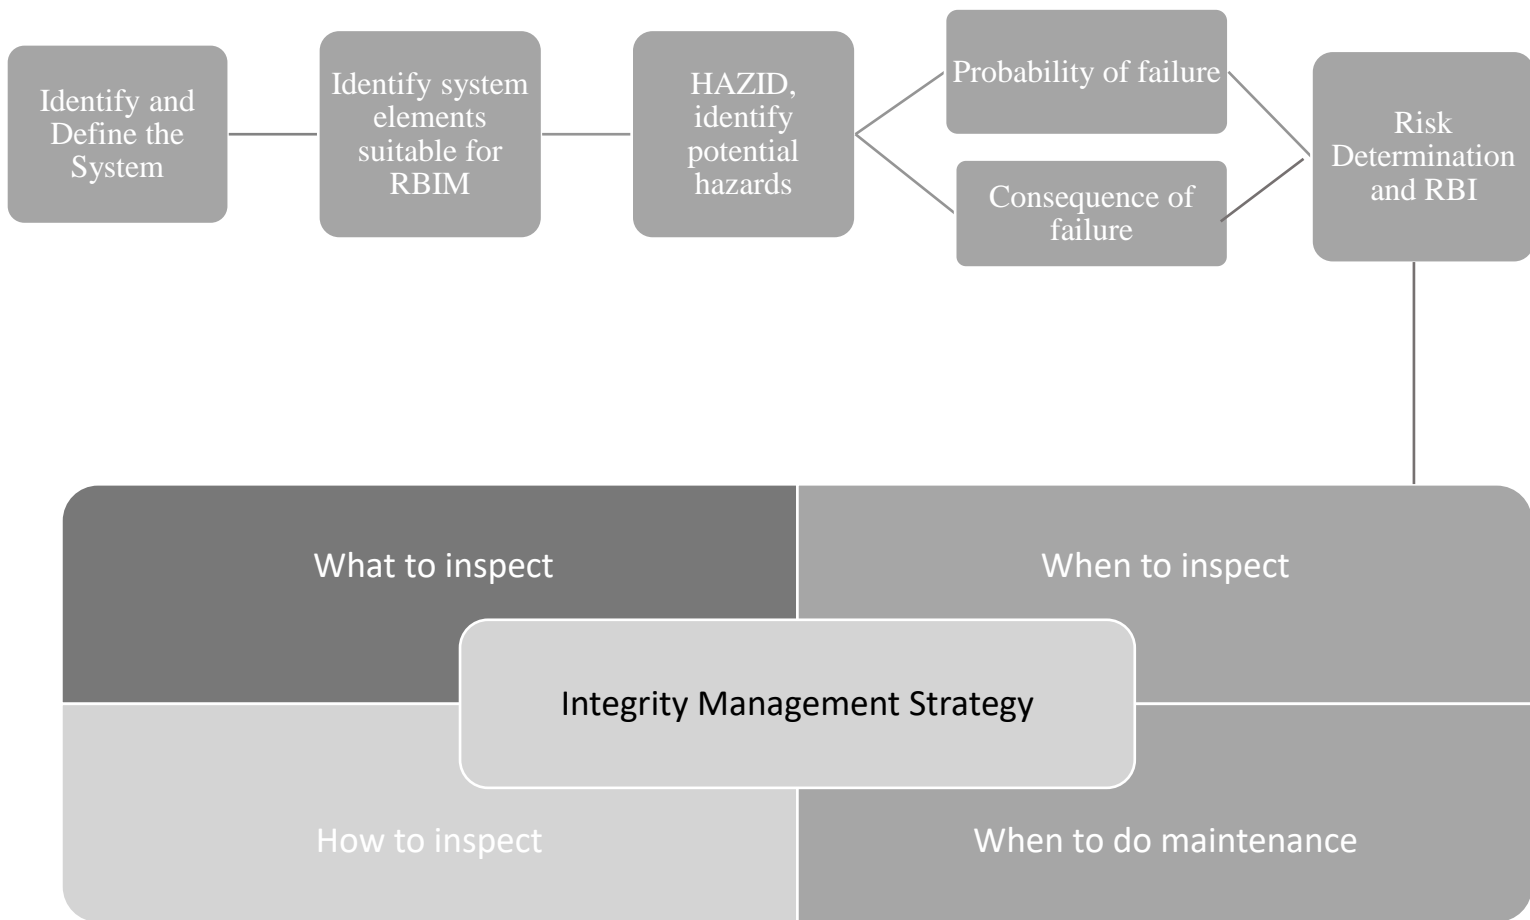 Identify and
Define the
System
Identify system
elements
suitable for
RBIM
HAZID,
identify
potential
hazards
Probability of failure
Consequence of
failure
Risk
Determination
and RBI
What to inspect
When to inspect
Integrity Management Strategy
How to inspect
When to do maintenance